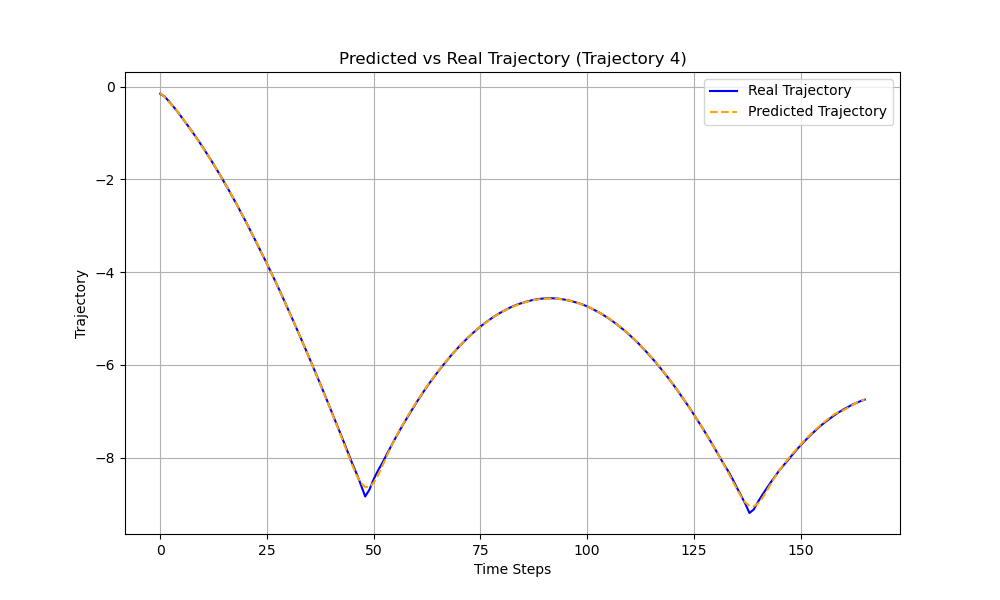 Predicted vs Real Trajectory (Trajectory 4)
Real Trajectory
Predicted Trajectory
Trajectory
0
−2
−4
−6
−8
0 25 50 75 100 125 150
Time Steps